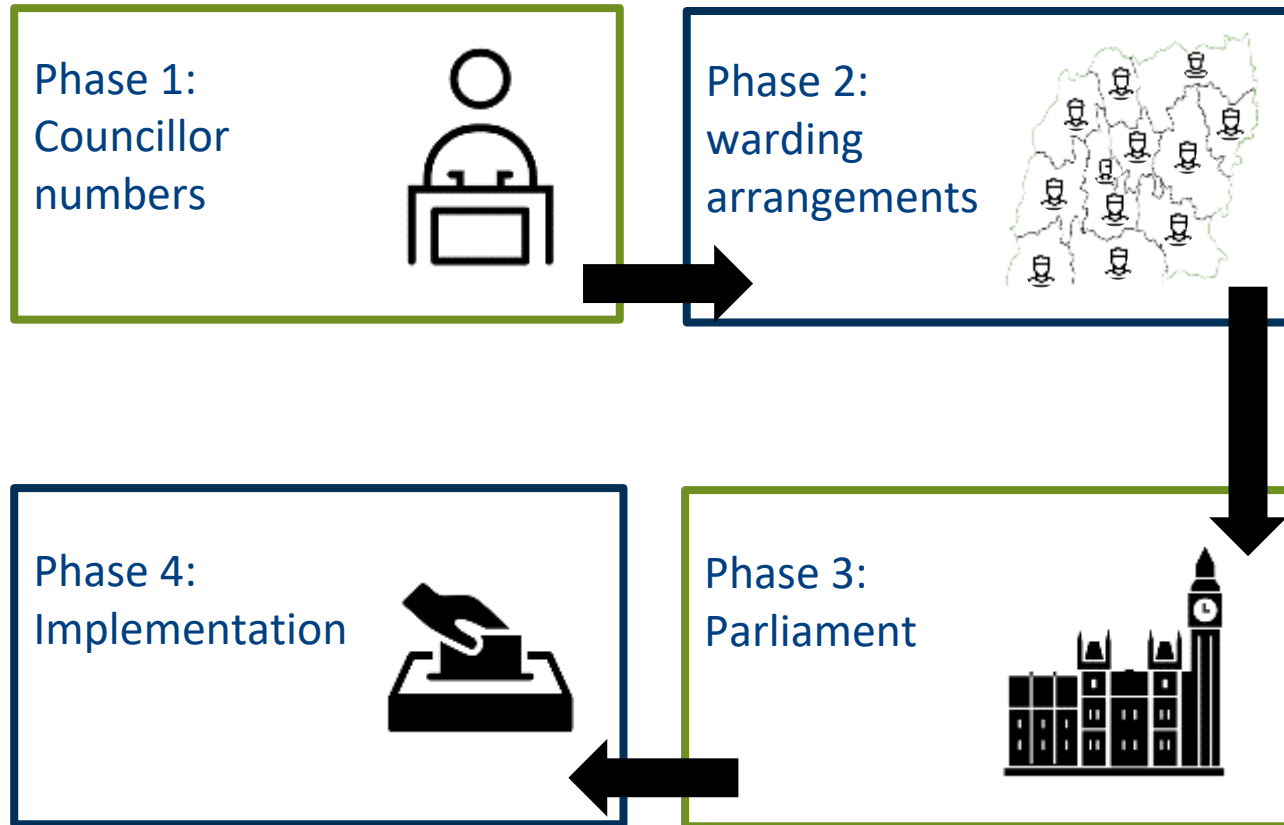 Phase 1:
Councillor
numbers
Phase 2:
warding
arrangements
Phase 3:
Parliament
Phase 4:
Implementation